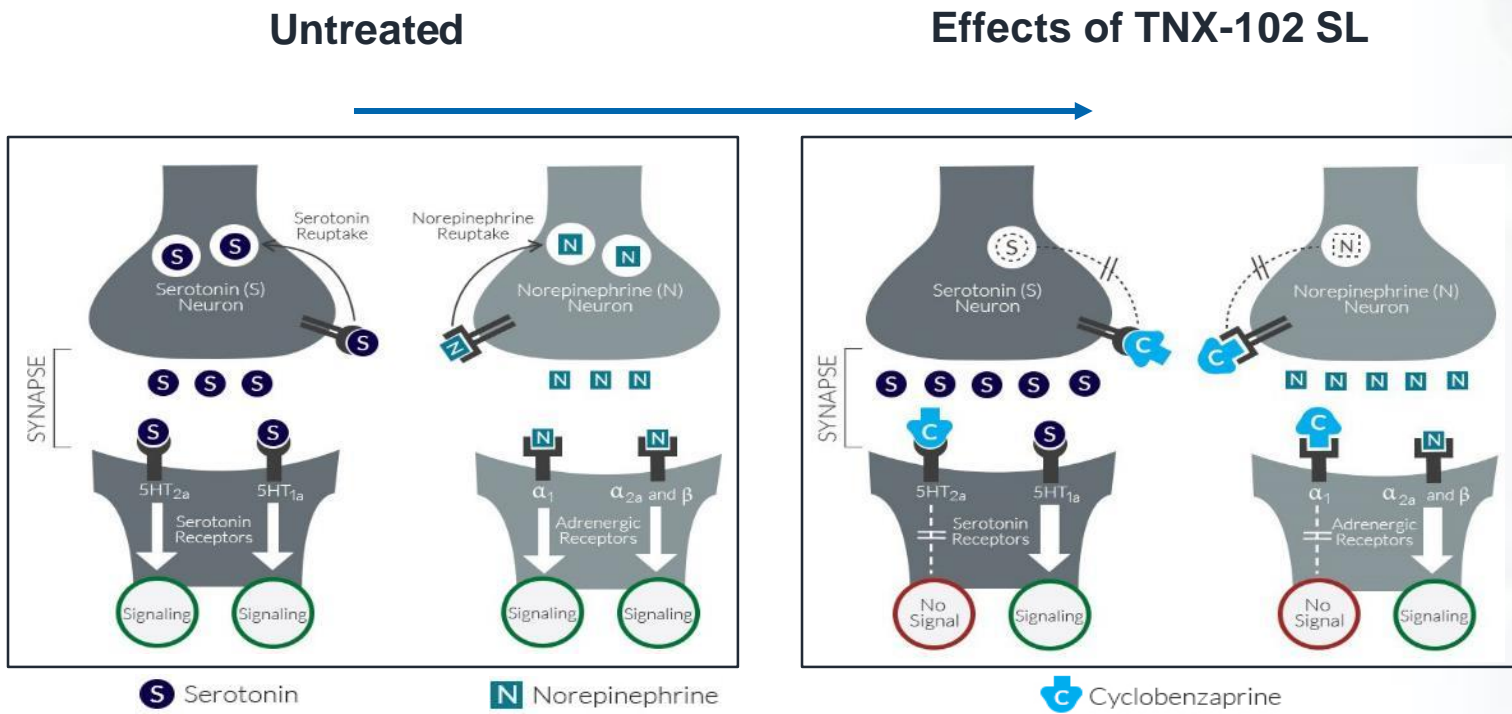 Untreated
Effects of TNX-102 SL
Serotonin
Reuptake
Norepinephrine
Reuptake
S
S
N
N
Serotonin (S)
Neuron
Norepinephrine (N)
Neuron
S
N
SYNAPSE
S S S
N N N
S
S
N
N
5HT2a
5HT1a
α1
α2a and β
Serotonin
Receptors
Adrenergic
Receptors
Signaling
Signaling
Signaling
Signaling
S
N
Serotonin (S)
Neuron
Norepinephrine (N)
Neuron
C
C
SYNAPSE
S S S S S
N N N N N
C
S
C
N
5HT2a
5HT1a
α1
α2a and β
Serotonin
Receptors
Adrenergic
Receptors
No
Signal
Signaling
No
Signal
Signaling
S Serotonin
N Norepinephrine
C Cyclobenzaprine